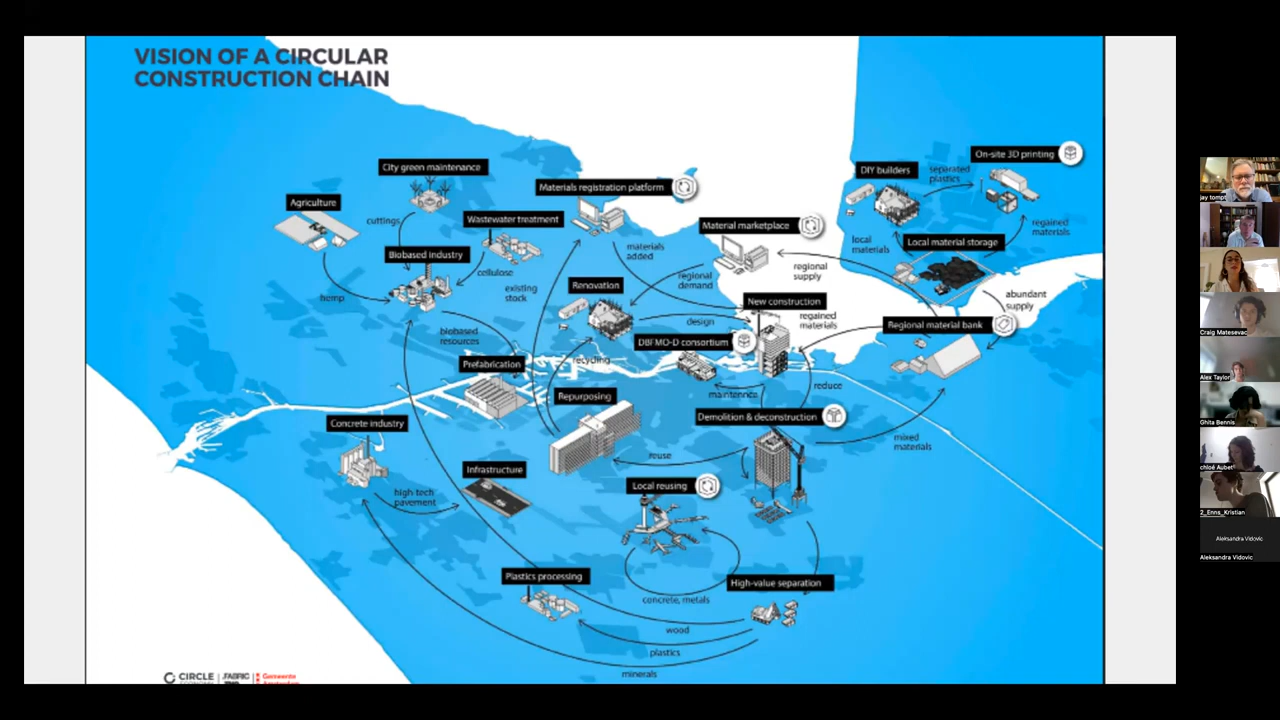 VISION OF A CIRCULAR
CONSTRUCTION CHAIN
City green maintenance
Agriculture
cuttings
Wastewater treatment
Biobased industry
cellulose
hemp
existing
stock
biobased
resources
Materials registration platform
materials
added
Material marketplace
regional
demand
regional
supply
Renovation
design
New construction
regained
materials
DBFMO-D consortium
recycling
Prefabrication
Repurposing
reduce
Demolition & deconstruction
reuse
mixed
materials
DIY builders
separated
plastics
On-site 3D printing
regained
materials
local
materials
Local material storage
abundant
supply
Regional material bank
Concrete industry
high-tech
pavement
Infrastructure
Local reusing
Plastics processing
High-value separation
concrete, metals
wood
plastics
minerals
CIRCLE
FABRIC
Gemeente
Amsterdam
jay tomp
Craig Matesevac
Alex Taylor
Ghita Bennis
chloé Aubet
2_Enns_Kristian
Aleksandra Vidovic
Aleksandra Vidovic